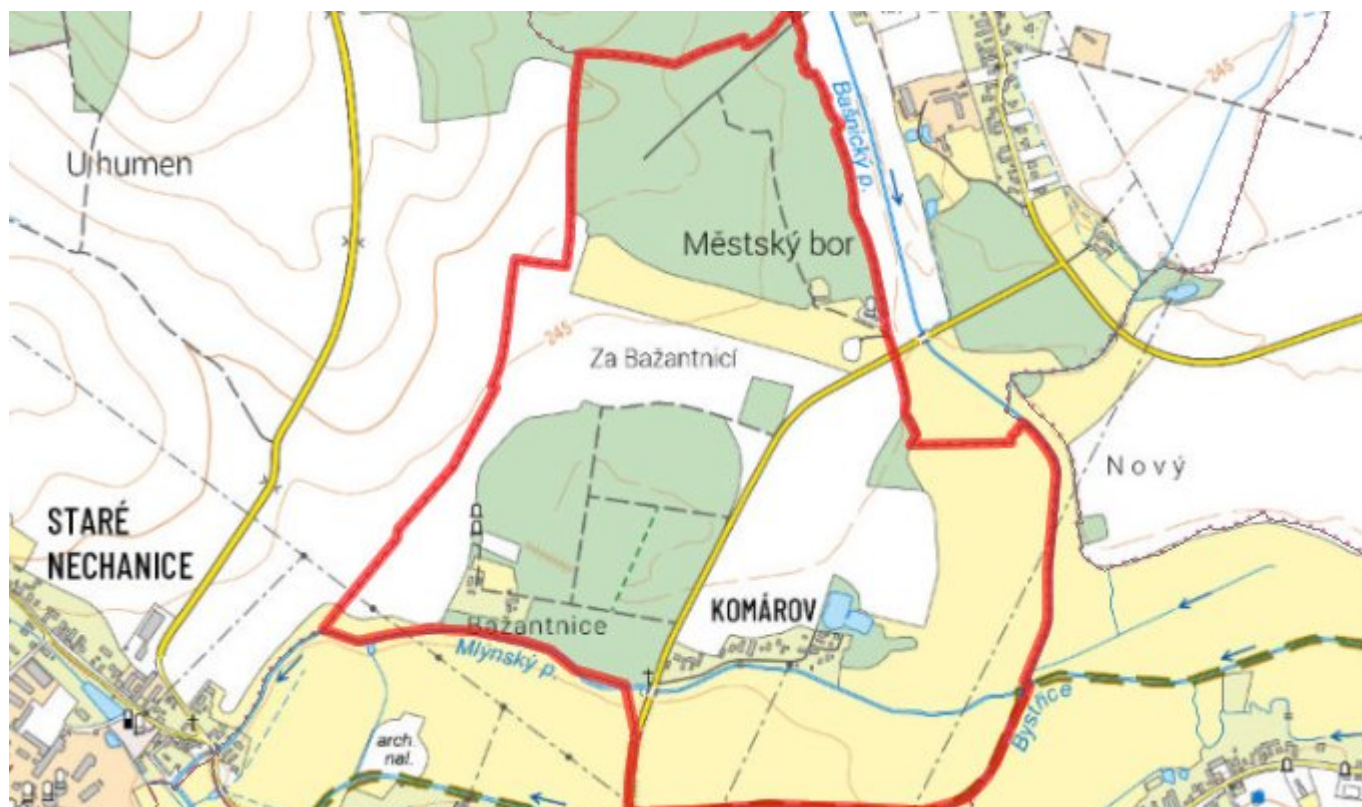 245
Bašnický p.
U humen
Městský bor
245
Za Bažantnicí
Nový
STARÉ
NECHANICE
KOMÁROV
Bažantnice
Mlýnský p.
Bystřice
arch.
nal.